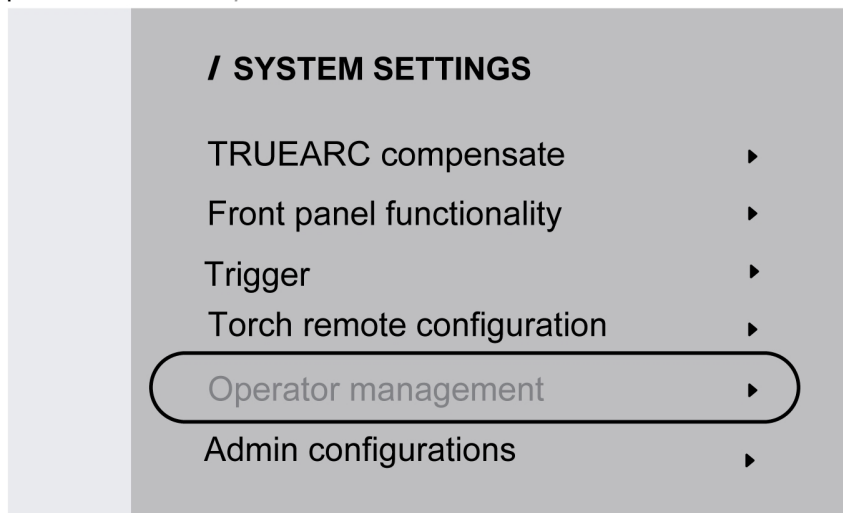 / SYSTEM SETTINGS
TRUEARC compensate
Front panel functionality
Trigger
Torch remote configuration
Operator management
Admin configurations